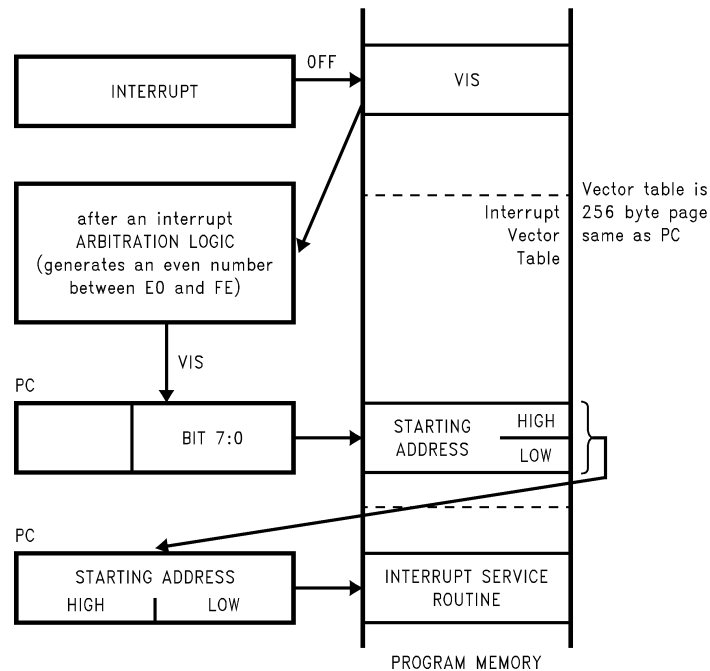 OFF
INTERRUPT
VIS
after an interrupt
ARBITRATION LOGIC
(generates an even number
between E0 and FE)
Interrupt
Vector
Table
Vector table is
256 byte page
same as PC
VIS
PC
BIT 7:0
STARTING
ADDRESS
HIGH
LOW
PC
STARTING ADDRESS
HIGH LOW
INTERRUPT SERVICE
ROUTINE
PROGRAM MEMORY